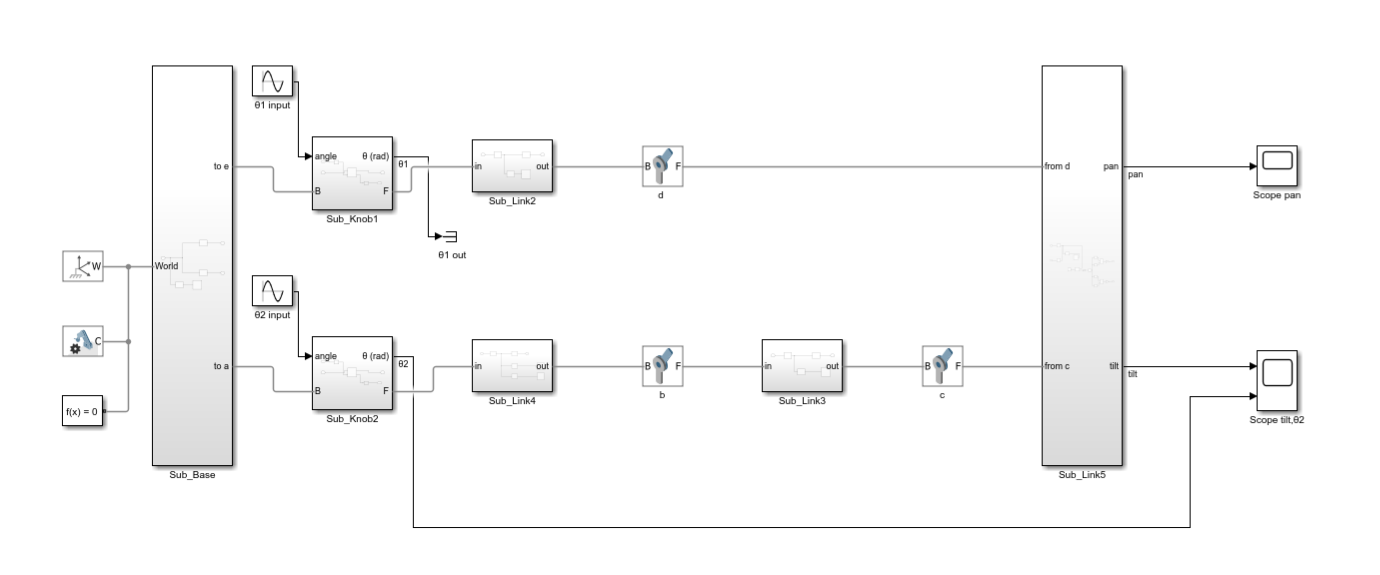 θ1 input
angle
θ (rad)
θ1
to e
B
F
in
out
B
F
from d
pan
pan
Sub_Knob1
Sub_Link2
d
Scope pan
θ1 out
W
World
C
f(x) = 0
θ2 input
angle
θ (rad)
θ2
to a
B
F
in
out
B
F
in
out
B
F
from c
tilt
tilt
Sub_Knob2
Sub_Link4
b
Sub_Link3
c
Scope tilt,θ2
Sub_Base
Sub_Link5